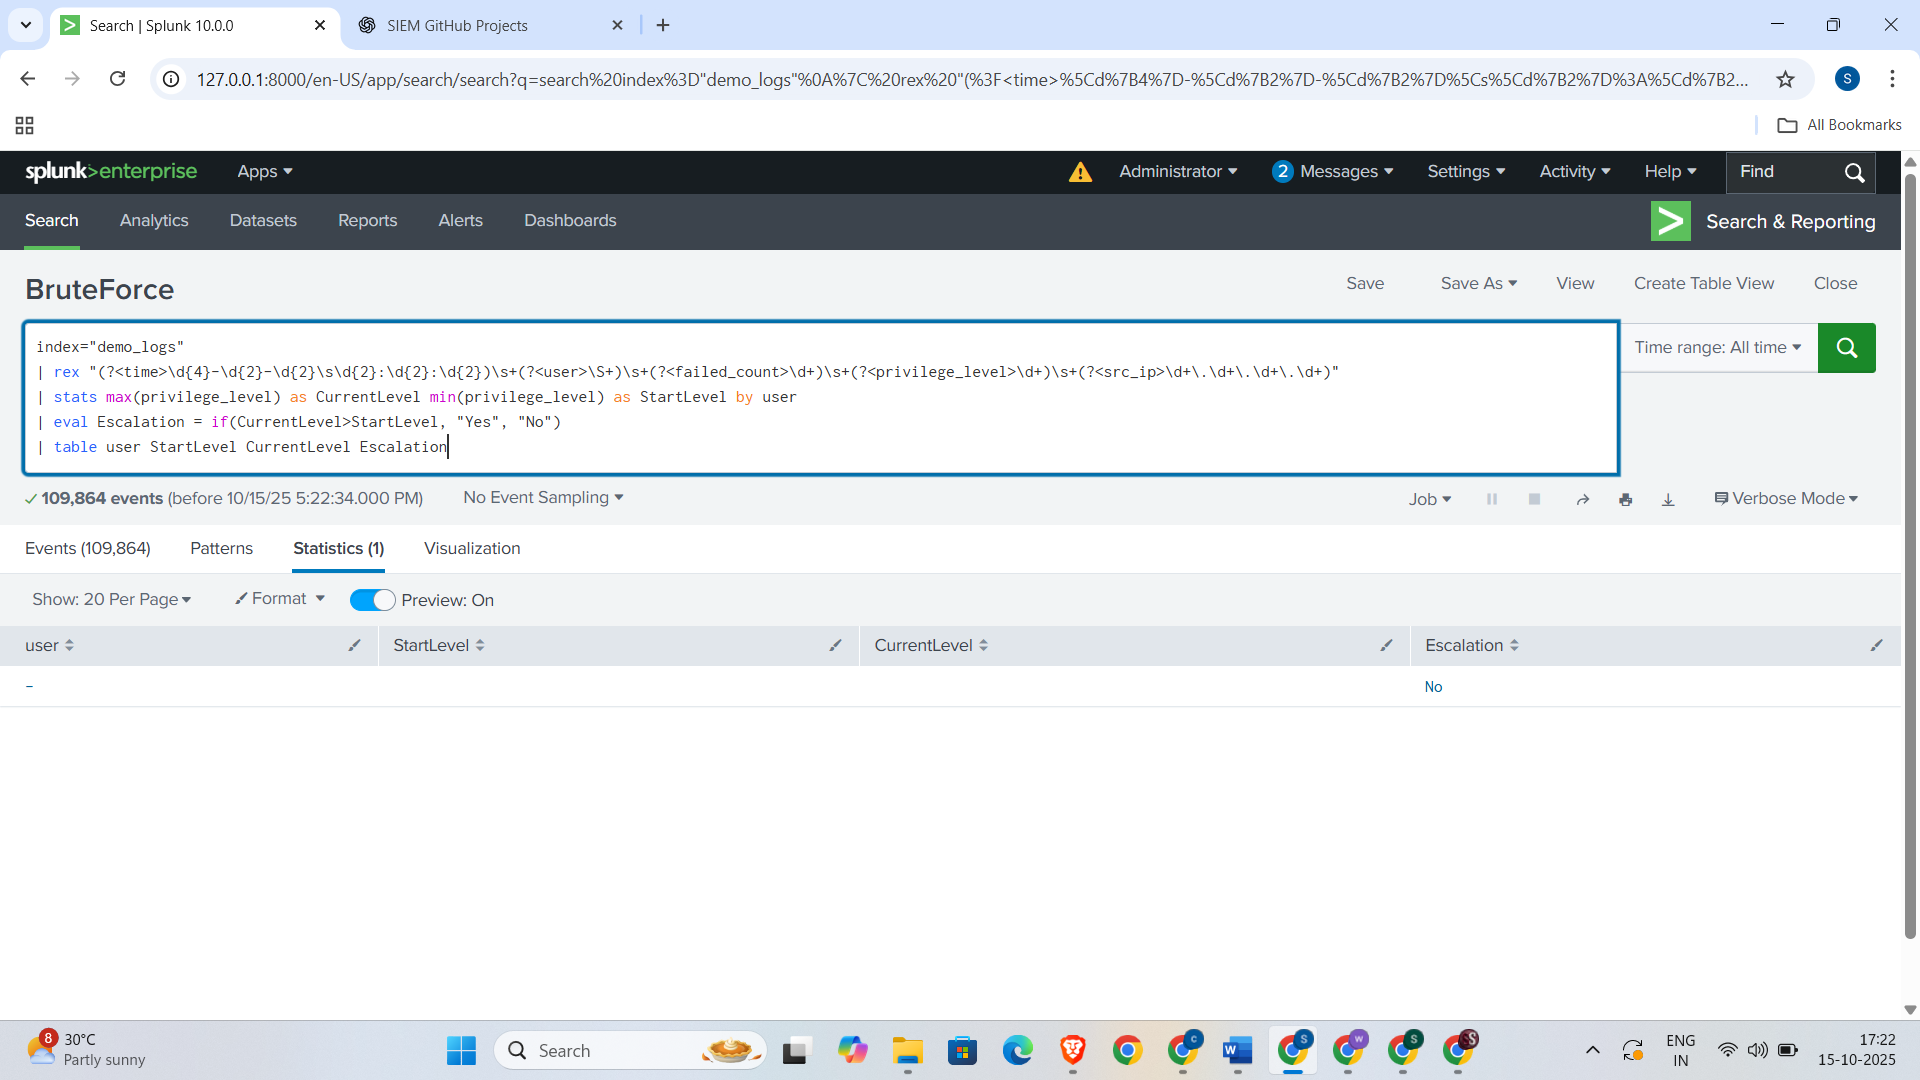 Search | Splunk 10.0.0
SIEM GitHub Projects
127.0.0.1:8000/en-US/app/search/search?q=search%20index%3D"demo_logs"%0A%7C%20rex%20"(%3F<time>%5Cd%7B4%7D-%5Cd%7B2%7D-%5Cd%7B2%7D%5Cs%5Cd%7B2%7D%3A%5Cd%7B2...
S
All Bookmarks
splunk>enterprise
Apps
Administrator
2 Messages
Settings
Activity
Help
Find
Search
Analytics
Datasets
Reports
Alerts
Dashboards
> Search & Reporting
BruteForce
Save
Save As
View
Create Table View
Close
index="demo_logs"
| rex "(?<time>\d{4}-\d{2}-\d{2}\s\d{2}:\d{2}:\d{2})\s+(?<user>\S+)\s+(?<failed_count>\d+)\s+(?<privilege_level>\d+)\s+(?<src_ip>\d+\.\d+\.\d+\.\d+)"
| stats max(privilege_level) as CurrentLevel min(privilege_level) as StartLevel by user
| eval Escalation = if(CurrentLevel>StartLevel, "Yes", "No")
| table user StartLevel CurrentLevel Escalation
Time range: All time
109,864 events (before 10/15/25 5:22:34.000 PM)
No Event Sampling
Job
Verbose Mode
Events (109,864)
Patterns
Statistics (1)
Visualization
Show: 20 Per Page
Format
Preview: On
user
StartLevel
CurrentLevel
Escalation
-
No
8
30°C
Partly sunny
Search
W
C
S
W
S
S
ENG
IN
17:22
15-10-2025